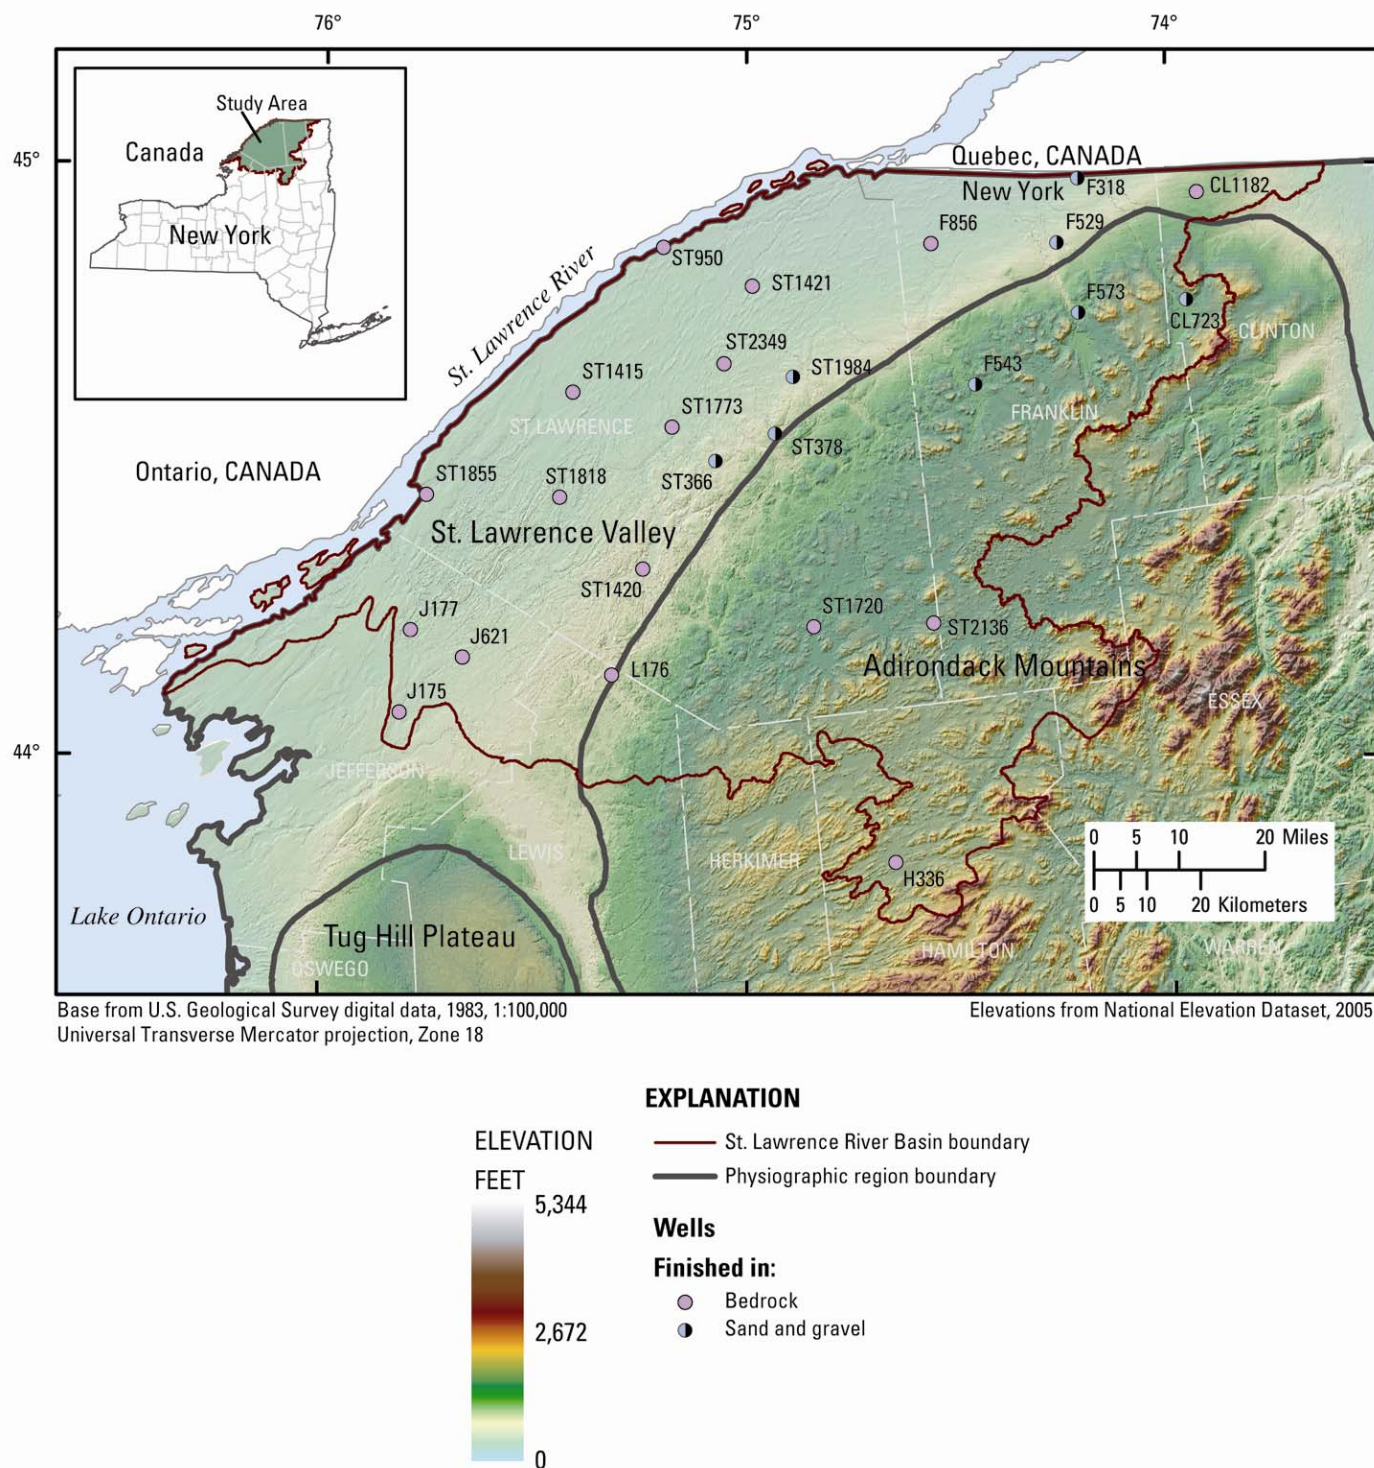 76°
75°
74°
Study Area
Canada
New York
45°
Quebec, CANADA
New York
F318
CL1182
F856
F529
ST950
St. Lawrence River
ST1421
F573
CL723
CLINTON
ST2349
ST1984
F543
ST1415
FRANKLIN
ST1773
ST LAWRENCE
ST378
Ontario, CANADA
ST1855
ST1818
ST366
St. Lawrence Valley
ST1420
ST1720
J177
ST2136
J621
L176
Adirondack Mountains
J175
ESSEX
44°
JEFFERSON
0 5 10 20 Miles
LEWIS
HERKIMER
H336
0 5 10 20 Kilometers
Lake Ontario
Tug Hill Plateau
HAMILTON
WARREN
OSWEGO
Base from U.S. Geological Survey digital data, 1983, 1:100,000
Universal Transverse Mercator projection, Zone 18
Elevations from National Elevation Dataset, 2005
EXPLANATION
ELEVATION
FEET
5,344
2,672
0
St. Lawrence River Basin boundary
Physiographic region boundary
Wells
Finished in:
Bedrock
Sand and gravel